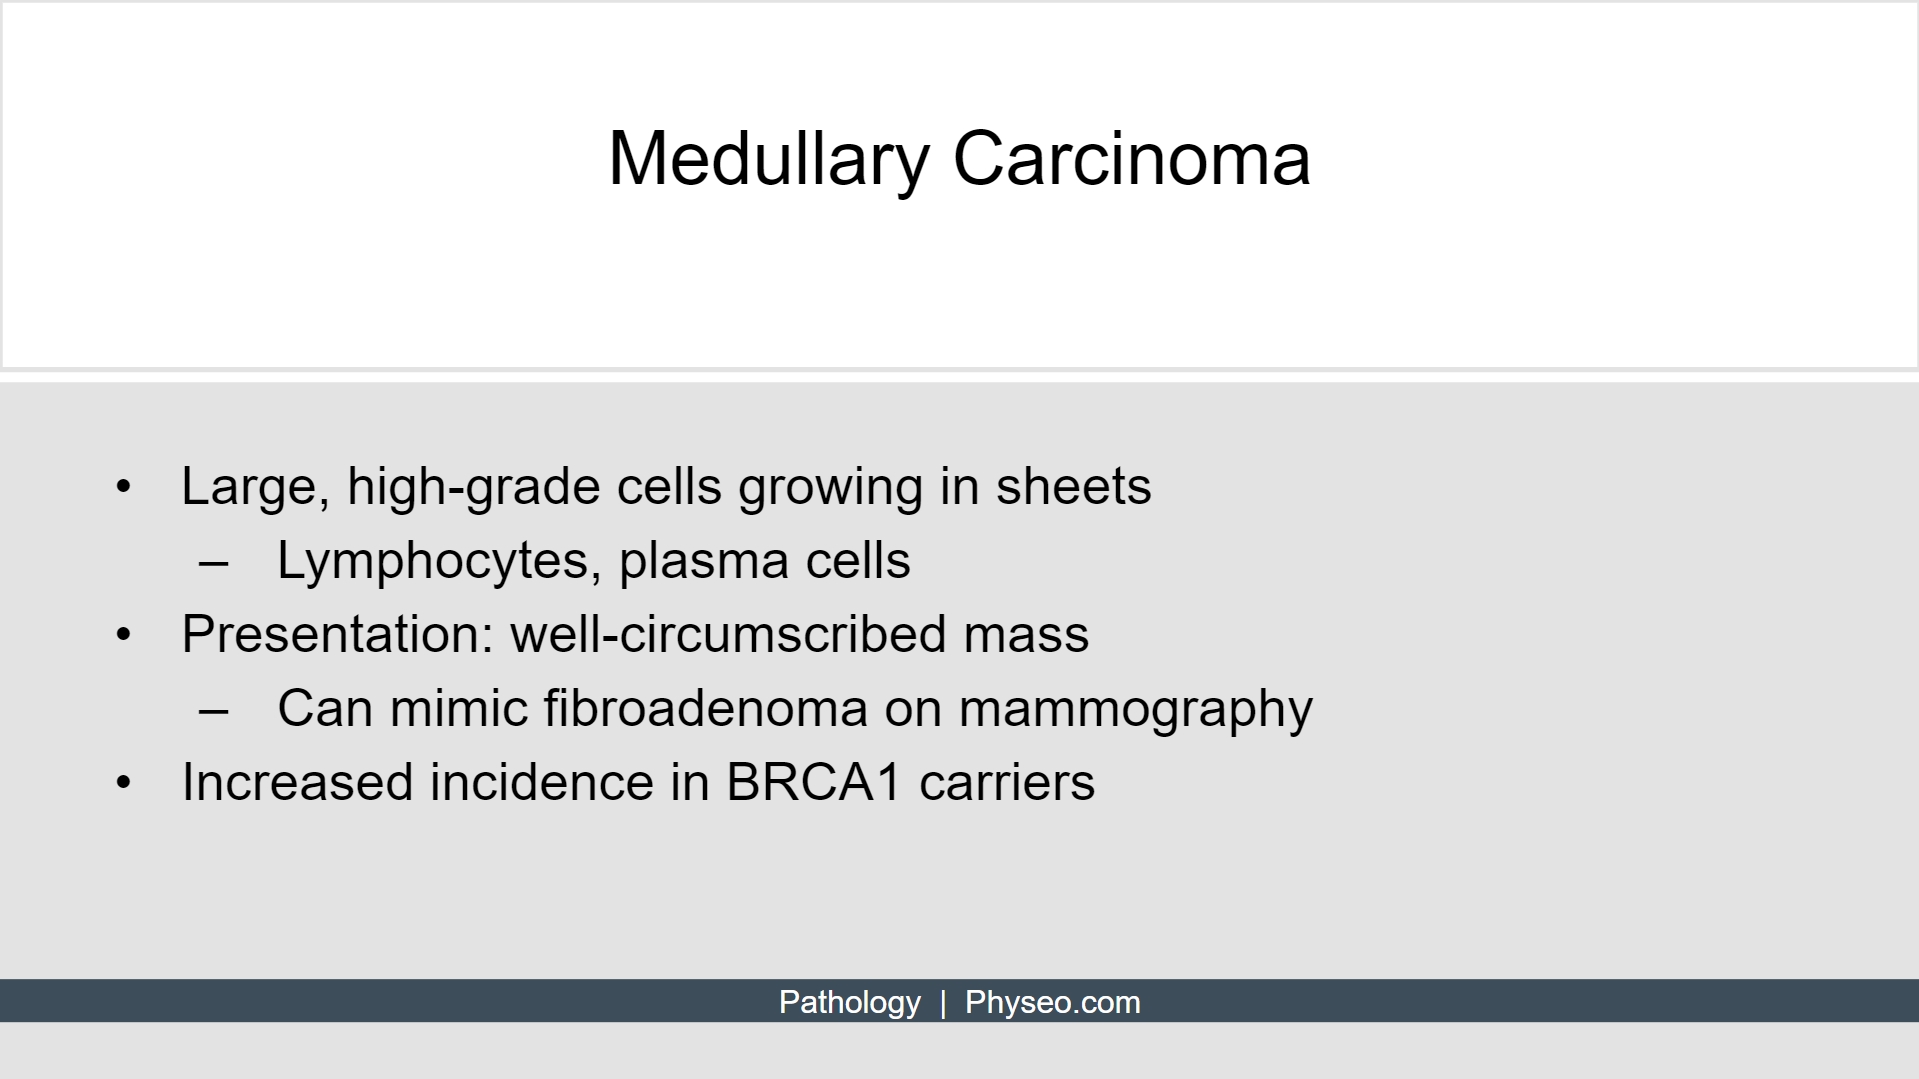 Medullary Carcinoma
• Large, high-grade cells growing in sheets
– Lymphocytes, plasma cells
• Presentation: well-circumscribed mass
– Can mimic fibroadenoma on mammography
• Increased incidence in BRCA1 carriers
Pathology | Physeo.com